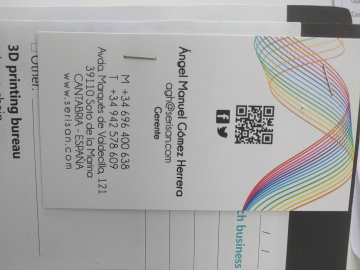 Ángel Manuel Gómez Herrera
agh@serisan.com
Gerente
M +34 696 400 638
T +34 942 578 609
Avda. Marqués de Valdecilla, 121
39110 Soto de la Marina
CANTABRIA - ESPAÑA
www.serisan.com
Other:
3D printing bureau
ch business